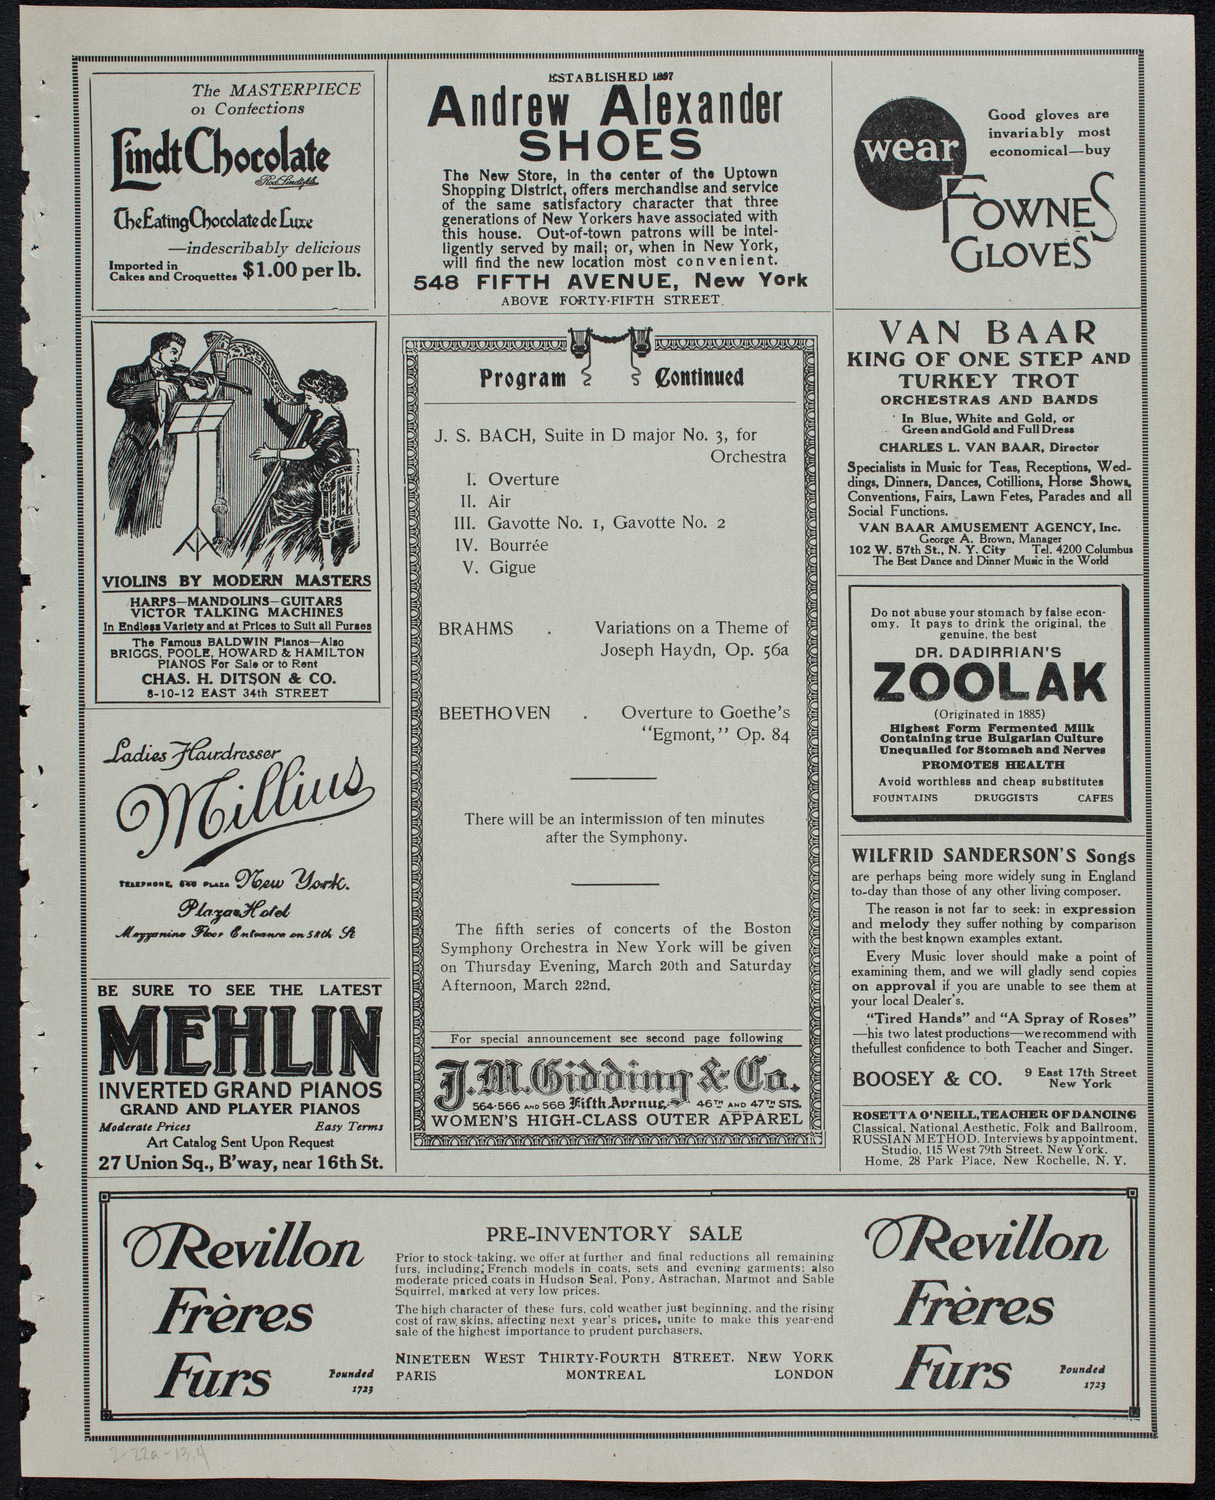 The MASTERPIECE
of Confections
Lindt Chocolate
Rod. Lindt fils
The Eating Chocolate de Luxe
—indescribably delicious
Imported in
Cakes and Croquettes $1.00 per lb.
ESTABLISHED 1857
Andrew Alexander
SHOES
The New Store, in the center of the Uptown
Shopping District, offers merchandise and service
of the same satisfactory character that three
generations of New Yorkers have associated with
this house. Out-of-town patrons will be intel-
ligently served by mail; or, when in New York,
will find the new location most convenient.
548 FIFTH AVENUE, New York
ABOVE FORTY-FIFTH STREET
Good gloves are
invariably most
economical—buy
wear
FOWNES
GLOVES
VIOLINS BY MODERN MASTERS
HARPS—MANDOLINS—GUITARS
VICTOR TALKING MACHINES
In Endless Variety and at Prices to Suit all Purses
The Famous BALDWIN Pianos—Also
BRIGGS, POOLE, HOWARD & HAMILTON
PIANOS For Sale or to Rent
CHAS. H. DITSON & CO.
8-10-12 EAST 34th STREET
Ladies Hairdresser
Millius
TELEPHONE, PLAZA New York.
Plaza Hotel
Mezzanine Floor Entrance on 58th St
BE SURE TO SEE THE LATEST
MEHLIN
INVERTED GRAND PIANOS
GRAND AND PLAYER PIANOS
Moderate Prices Easy Terms
Art Catalog Sent Upon Request
27 Union Sq., B'way, near 16th St.
Program Continued
J. S. BACH, Suite in D major No. 3, for
Orchestra
I. Overture
II. Air
III. Gavotte No. 1, Gavotte No. 2
IV. Bourrée
V. Gigue
BRAHMS . Variations on a Theme of
Joseph Haydn, Op. 56a
BEETHOVEN . Overture to Goethe's
"Egmont," Op. 84
There will be an intermission of ten minutes
after the Symphony.
The fifth series of concerts of the Boston
Symphony Orchestra in New York will be given
on Thursday Evening, March 20th and Saturday
Afternoon, March 22nd.
For special announcement see second page following
J. M. Gidding & Co.
564-566 AND 568 Fifth Avenue, 46TH AND 47TH STS.
WOMEN'S HIGH-CLASS OUTER APPAREL
VAN BAAR
KING OF ONE STEP AND
TURKEY TROT
ORCHESTRAS AND BANDS
In Blue, White and Gold, or
Green and Gold and Full Dress
CHARLES L. VAN BAAR, Director
Specialists in Music for Teas, Receptions, Wed-
dings, Dinners, Dances, Cotillions, Horse Shows,
Conventions, Fairs, Lawn Fetes, Parades and all
Social Functions.
VAN BAAR AMUSEMENT AGENCY, Inc.
George A. Brown, Manager
102 W. 57th St., N. Y. City Tel. 4200 Columbus
The Best Dance and Dinner Music in the World
Do not abuse your stomach by false econ-
omy. It pays to drink the original, the
genuine, the best
DR. DADIRRIAN'S
ZOOLAK
(Originated in 1885)
Highest Form Fermented Milk
Containing true Bulgarian Culture
Unequalled for Stomach and Nerves
PROMOTES HEALTH
Avoid worthless and cheap substitutes
FOUNTAINS DRUGGISTS CAFES
WILFRID SANDERSON'S Songs
are perhaps being more widely sung in England
to-day than those of any other living composer.
The reason is not far to seek: in expression
and melody they suffer nothing by comparison
with the best known examples extant.
Every Music lover should make a point of
examining them, and we will gladly send copies
on approval if you are unable to see them at
your local Dealer's.
"Tired Hands" and "A Spray of Roses"
—his two latest productions—we recommend with
the fullest confidence to both Teacher and Singer.
BOOSEY & CO. 9 East 17th Street
New York
ROSETTA O'NEILL, TEACHER OF DANCING
Classical, National, Aesthetic, Folk and Ballroom,
RUSSIAN METHOD, Interviews by appointment.
Studio, 115 West 79th Street, New York.
Home, 28 Park Place, New Rochelle, N. Y.
Revillon
Frères
Furs
Founded
1723
PRE-INVENTORY SALE
Prior to stock-taking, we offer at further and final reductions all remaining
furs, including French models in coats, sets and evening garments; also
moderate priced coats in Hudson Seal, Pony, Astrachan, Marmot and Sable
Squirrel, marked at very low prices.
The high character of these furs, cold weather just beginning, and the rising
cost of raw skins, affecting next year's prices, unite to make this year-end
sale of the highest importance to prudent purchasers.
NINETEEN WEST THIRTY-FOURTH STREET, NEW YORK
PARIS MONTREAL LONDON
Revillon
Frères
Furs
Founded
1723